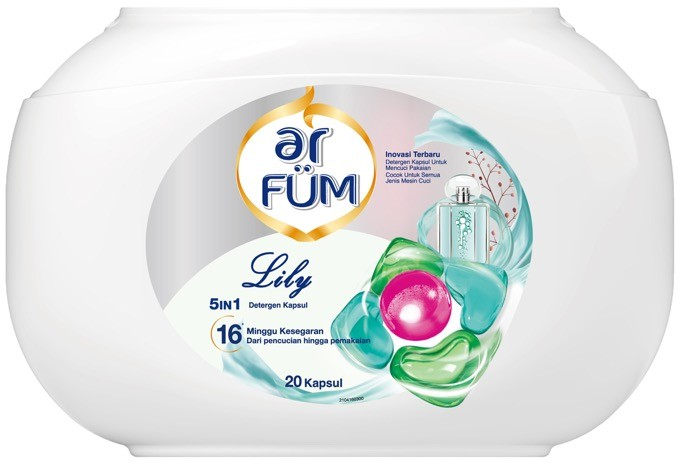 ər
FÜM
Inovasi Terbaru
Detergen Kapsul Untuk
Mencuci Pakaian
Cocok Untuk Semua
Jenis Mesin Cuci
Lily
5IN1 Detergen Kapsul
16+ Minggu Kesegaran
Dari pencucian hingga pemakaian
20 Kapsul